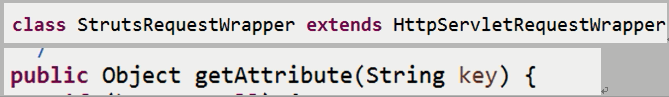 class StrutsRequestWrapper extends HttpServletRequestWrapper
public Object getAttribute(String key) {